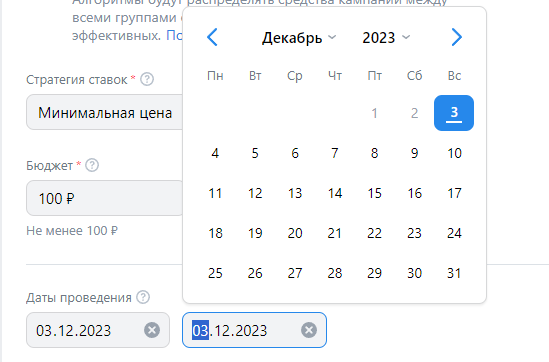 Алгоритмы будут распределять средства кампании между
всеми группами
эффективных. По
Декабрь 2023
Пн Вт Ср Чт Пт Сб Вс
1 2 3
4 5 6 7 8 9 10
11 12 13 14 15 16 17
18 19 20 21 22 23 24
25 26 27 28 29 30 31
Стратегия ставок * ?
Минимальная цена
Бюджет * ?
100 ₽
Не менее 100 ₽
Даты проведения ?
03.12.2023 03.12.2023